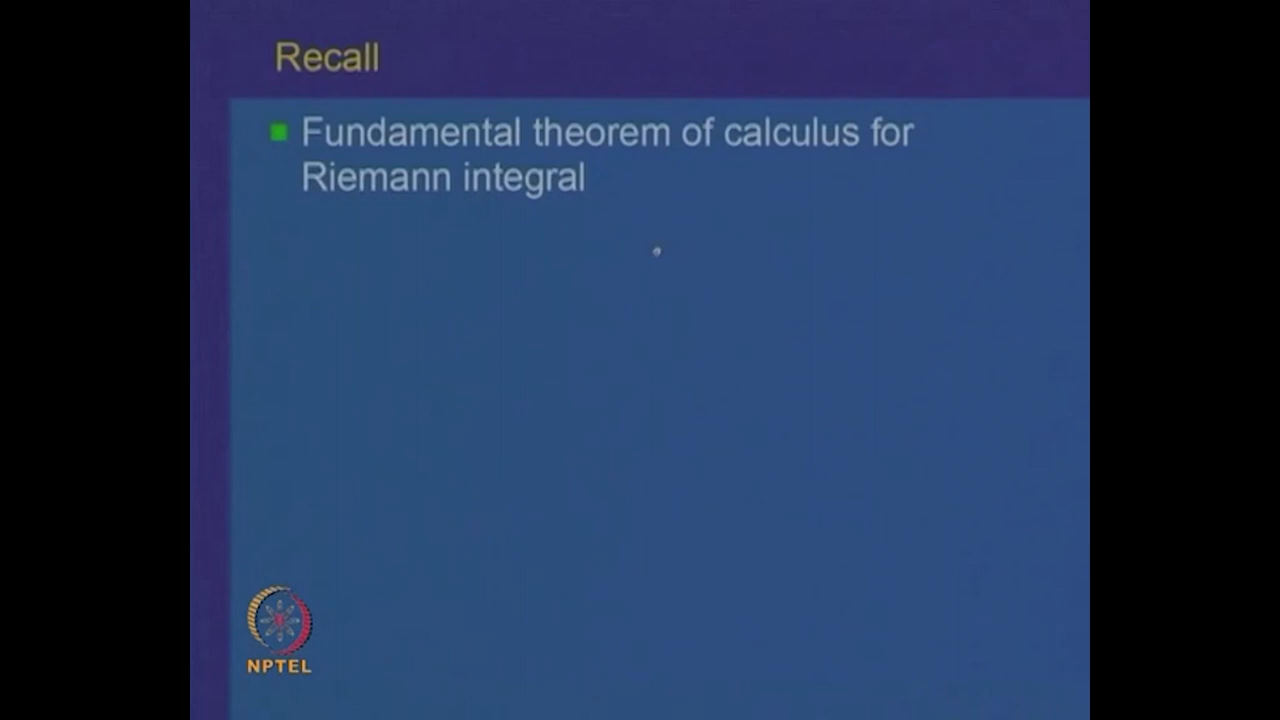 Recall
Fundamental theorem of calculus for
Riemann integral
NPTEL